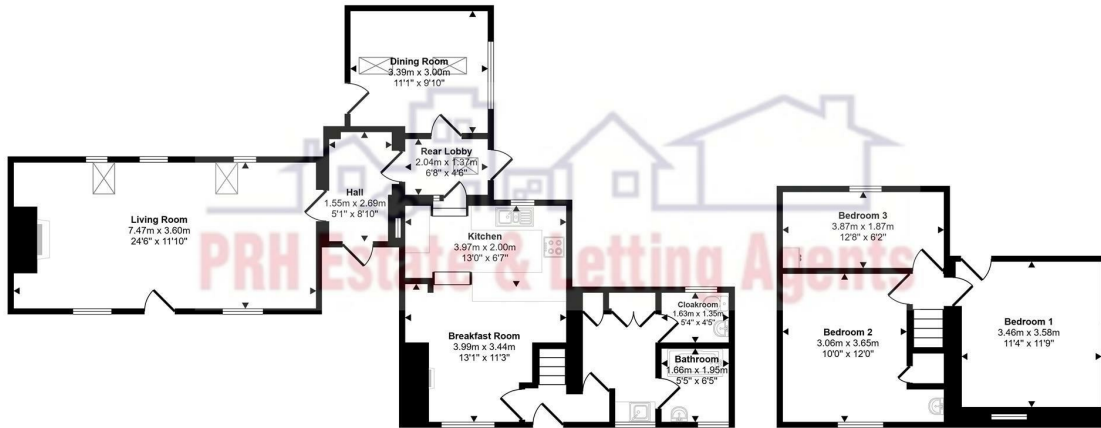 Dining Room
3.39m x 3.00m
11'1" x 9'10"
Rear Lobby
2.04m x 1.37m
6'8" x 4'6"
Hall
1.55m x 2.69m
5'1" x 8'10"
Living Room
7.47m x 3.60m
24'6" x 11'10"
Kitchen
3.97m x 2.00m
13'0" x 6'7"
Breakfast Room
3.99m x 3.44m
13'1" x 11'3"
Cloakroom
1.63m x 1.35m
5'4" x 4'5"
Bathroom
1.66m x 1.95m
5'5" x 6'5"
Bedroom 3
3.87m x 1.87m
12'8" x 6'2"
Bedroom 2
3.06m x 3.65m
10'0" x 12'0"
Bedroom 1
3.46m x 3.58m
11'4" x 11'9"
PRH Estate & Letting Agents